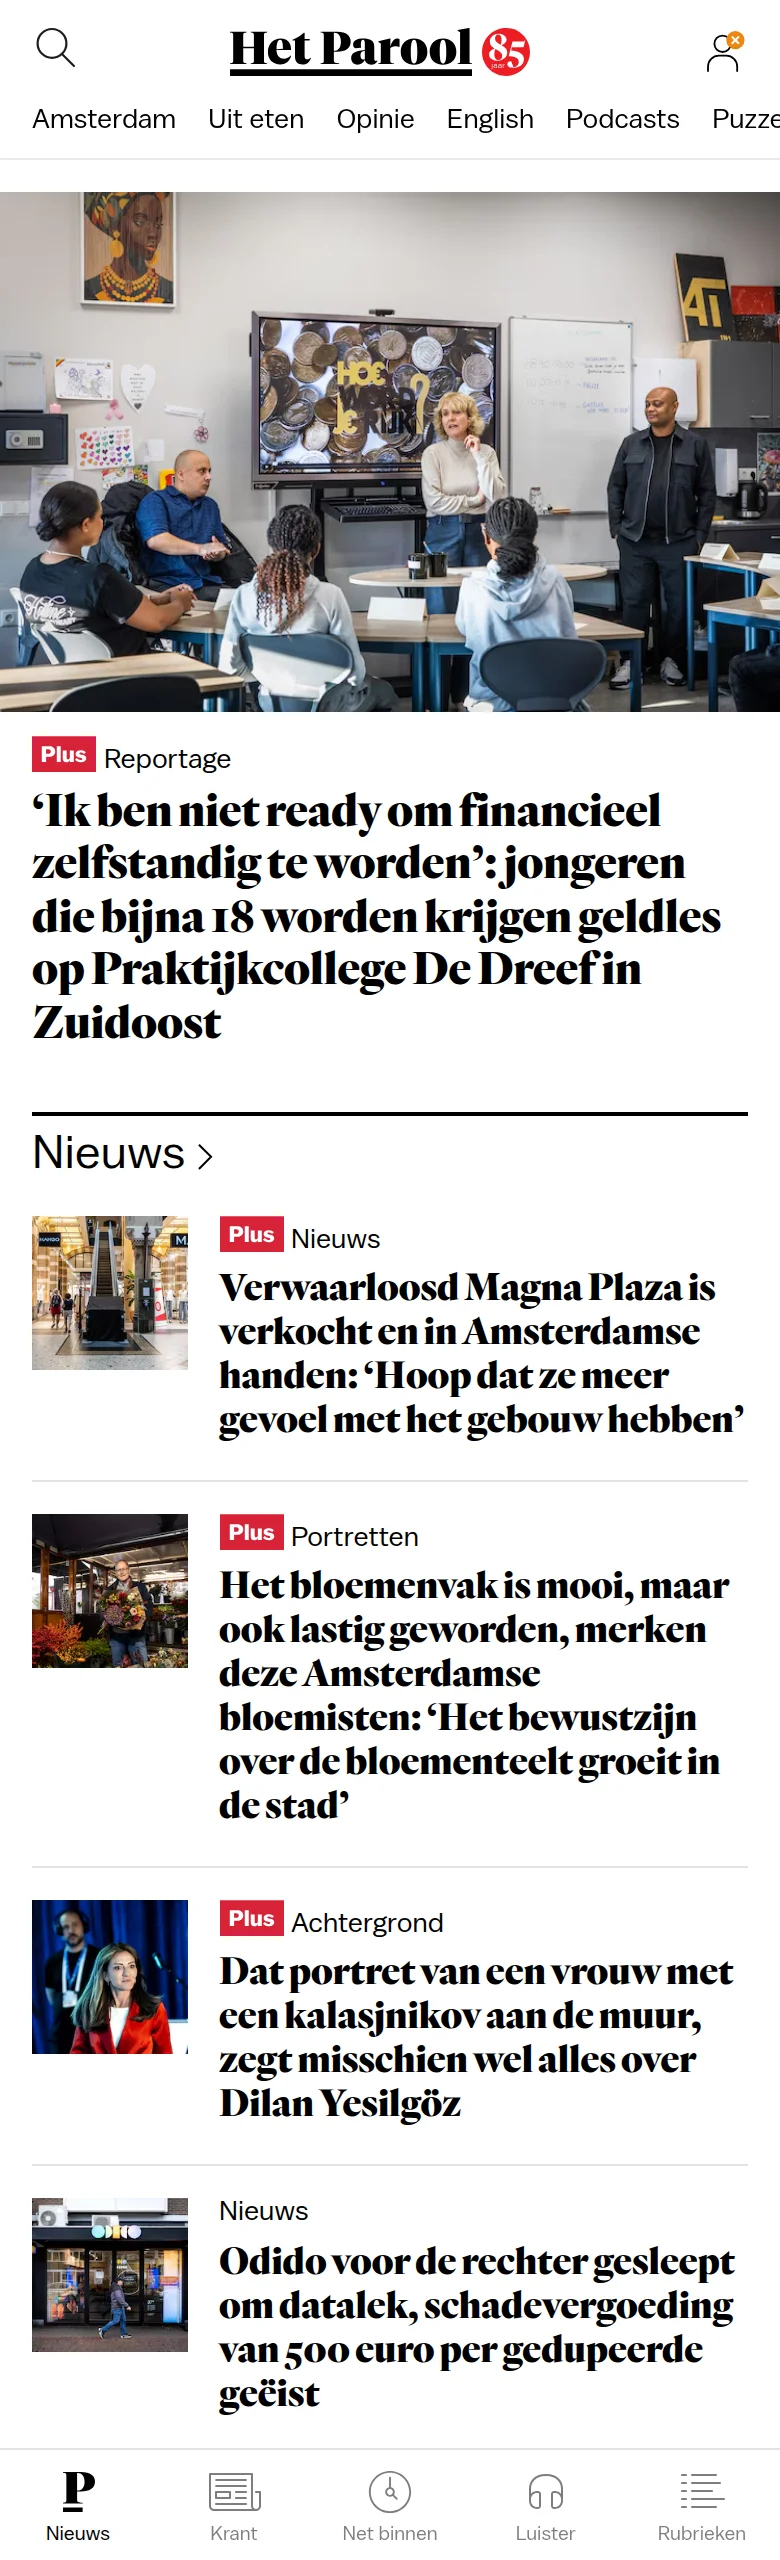 Het Parool 85 jaar
Amsterdam Uit eten Opinie English Podcasts Puzze
HOE
WORD
JE RIJK?
Plus Reportage
‘Ik ben niet ready om financieel
zelfstandig te worden’: jongeren
die bijna 18 worden krijgen geldles
op Praktijkcollege De Dreef in
Zuidoost
Nieuws
Plus Nieuws
Verwaarloosd Magna Plaza is
verkocht en in Amsterdamse
handen: ‘Hoop dat ze meer
gevoel met het gebouw hebben’
Plus Portretten
Het bloemenvak is mooi, maar
ook lastig geworden, merken
deze Amsterdamse
bloemisten: ‘Het bewustzijn
over de bloementeelt groeit in
de stad’
Plus Achtergrond
Dat portret van een vrouw met
een kalasjnikov aan de muur,
zegt misschien wel alles over
Dilan Yesilgöz
Nieuws
Odido voor de rechter gesleept
om datalek, schadevergoeding
van 500 euro per gedupeerde
geëist
Nieuws Krant Net binnen Luister Rubrieken